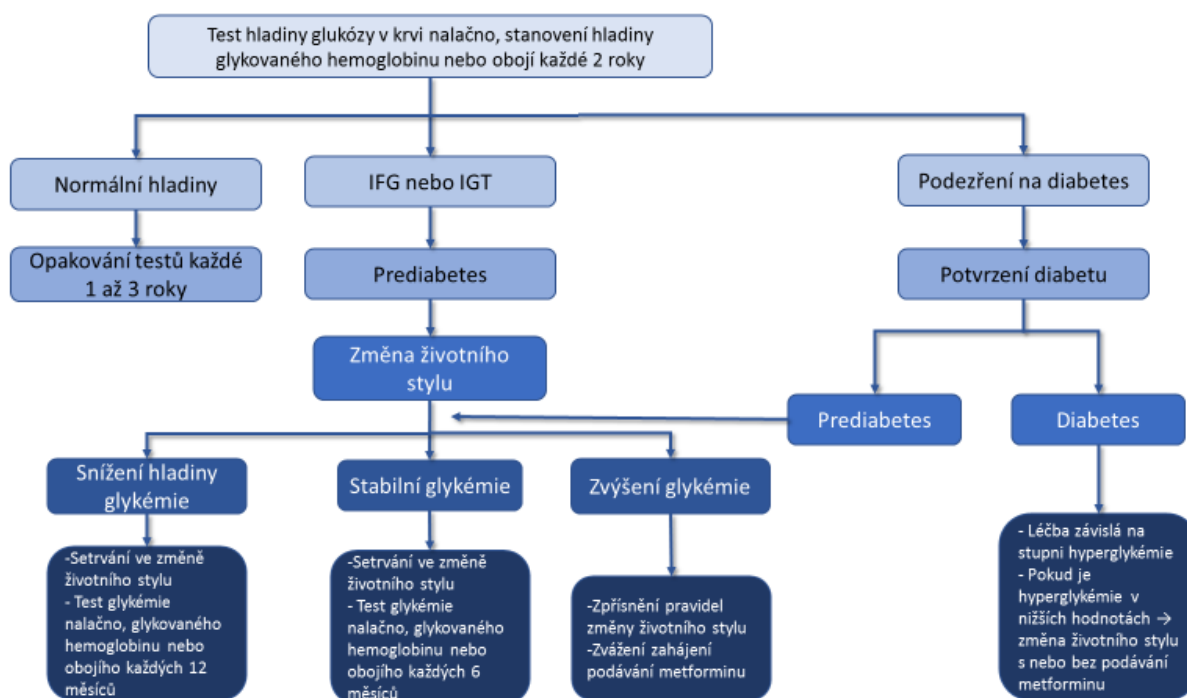 Test hladiny glukózy v krvi nalačno, stanovení hladiny
glykovaného hemoglobinu nebo obojí každé 2 roky
Normální hladiny
IFG nebo IGT
Podezření na diabetes
Opakování testů každé
1 až 3 roky
Prediabetes
Potvrzení diabetu
Změna životního
stylu
Prediabetes
Diabetes
Snížení hladiny
glykémie
Stabilní glykémie
Zvýšení glykémie
-Setrvání ve změně
životního stylu
- Test glykémie
nalačno, glykovaného
hemoglobinu nebo
obojího každých 12
měsíců
-Setrvání ve změně
životního stylu
- Test glykémie
nalačno, glykovaného
hemoglobinu nebo
obojího každých 6
měsíců
-Zpřísnění pravidel
změny životního stylu
- Zvážení zahájení
podávání metforminu
- Léčba závislá na
stupni hyperglykémie
- Pokud je
hyperglykémie v
nižších hodnotách →
změna životního stylu
s nebo bez podávání
metforminu